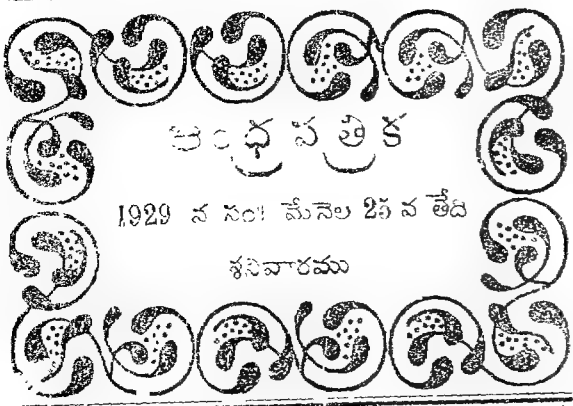 ఆంధ్ర పత్రిక
1929 న సం॥ మేనెల 25 వ తేది
శనివారము